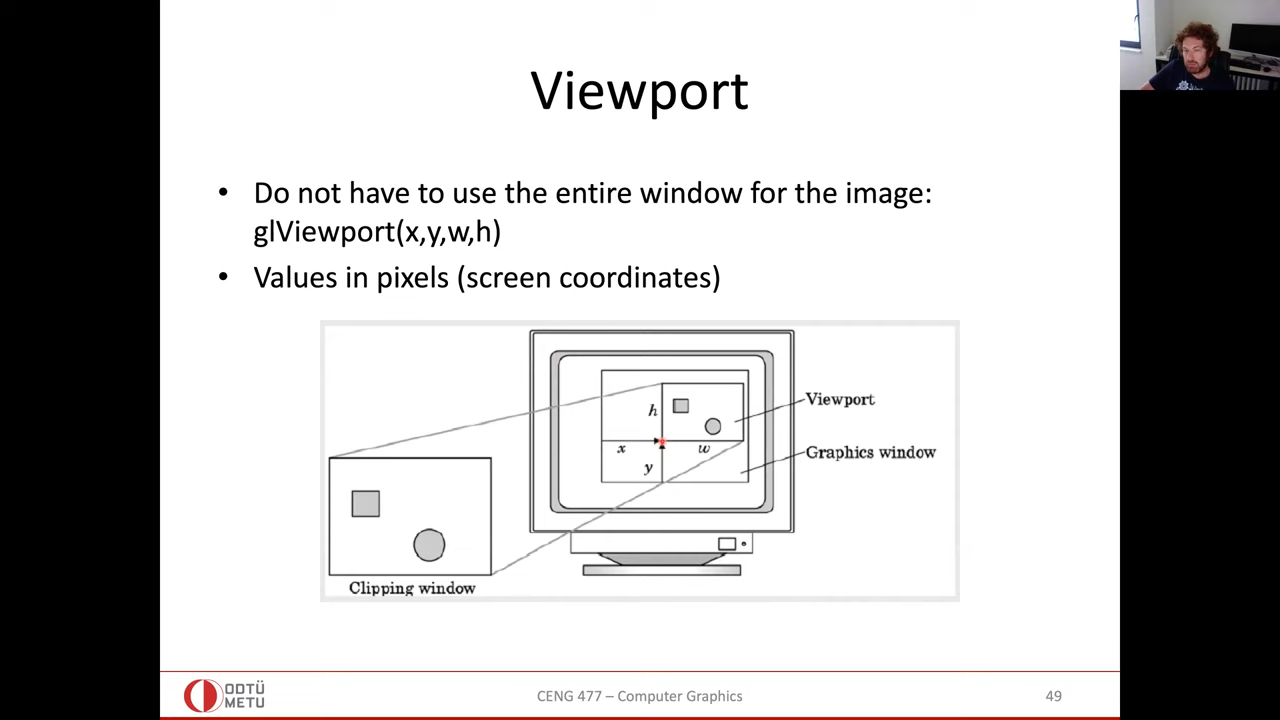 Viewport
• Do not have to use the entire window for the image:
glViewport(x,y,w,h)
• Values in pixels (screen coordinates)
h
x
w
y
Viewport
Graphics window
Clipping window
ODTÜ
METU
CENG 477 – Computer Graphics
49